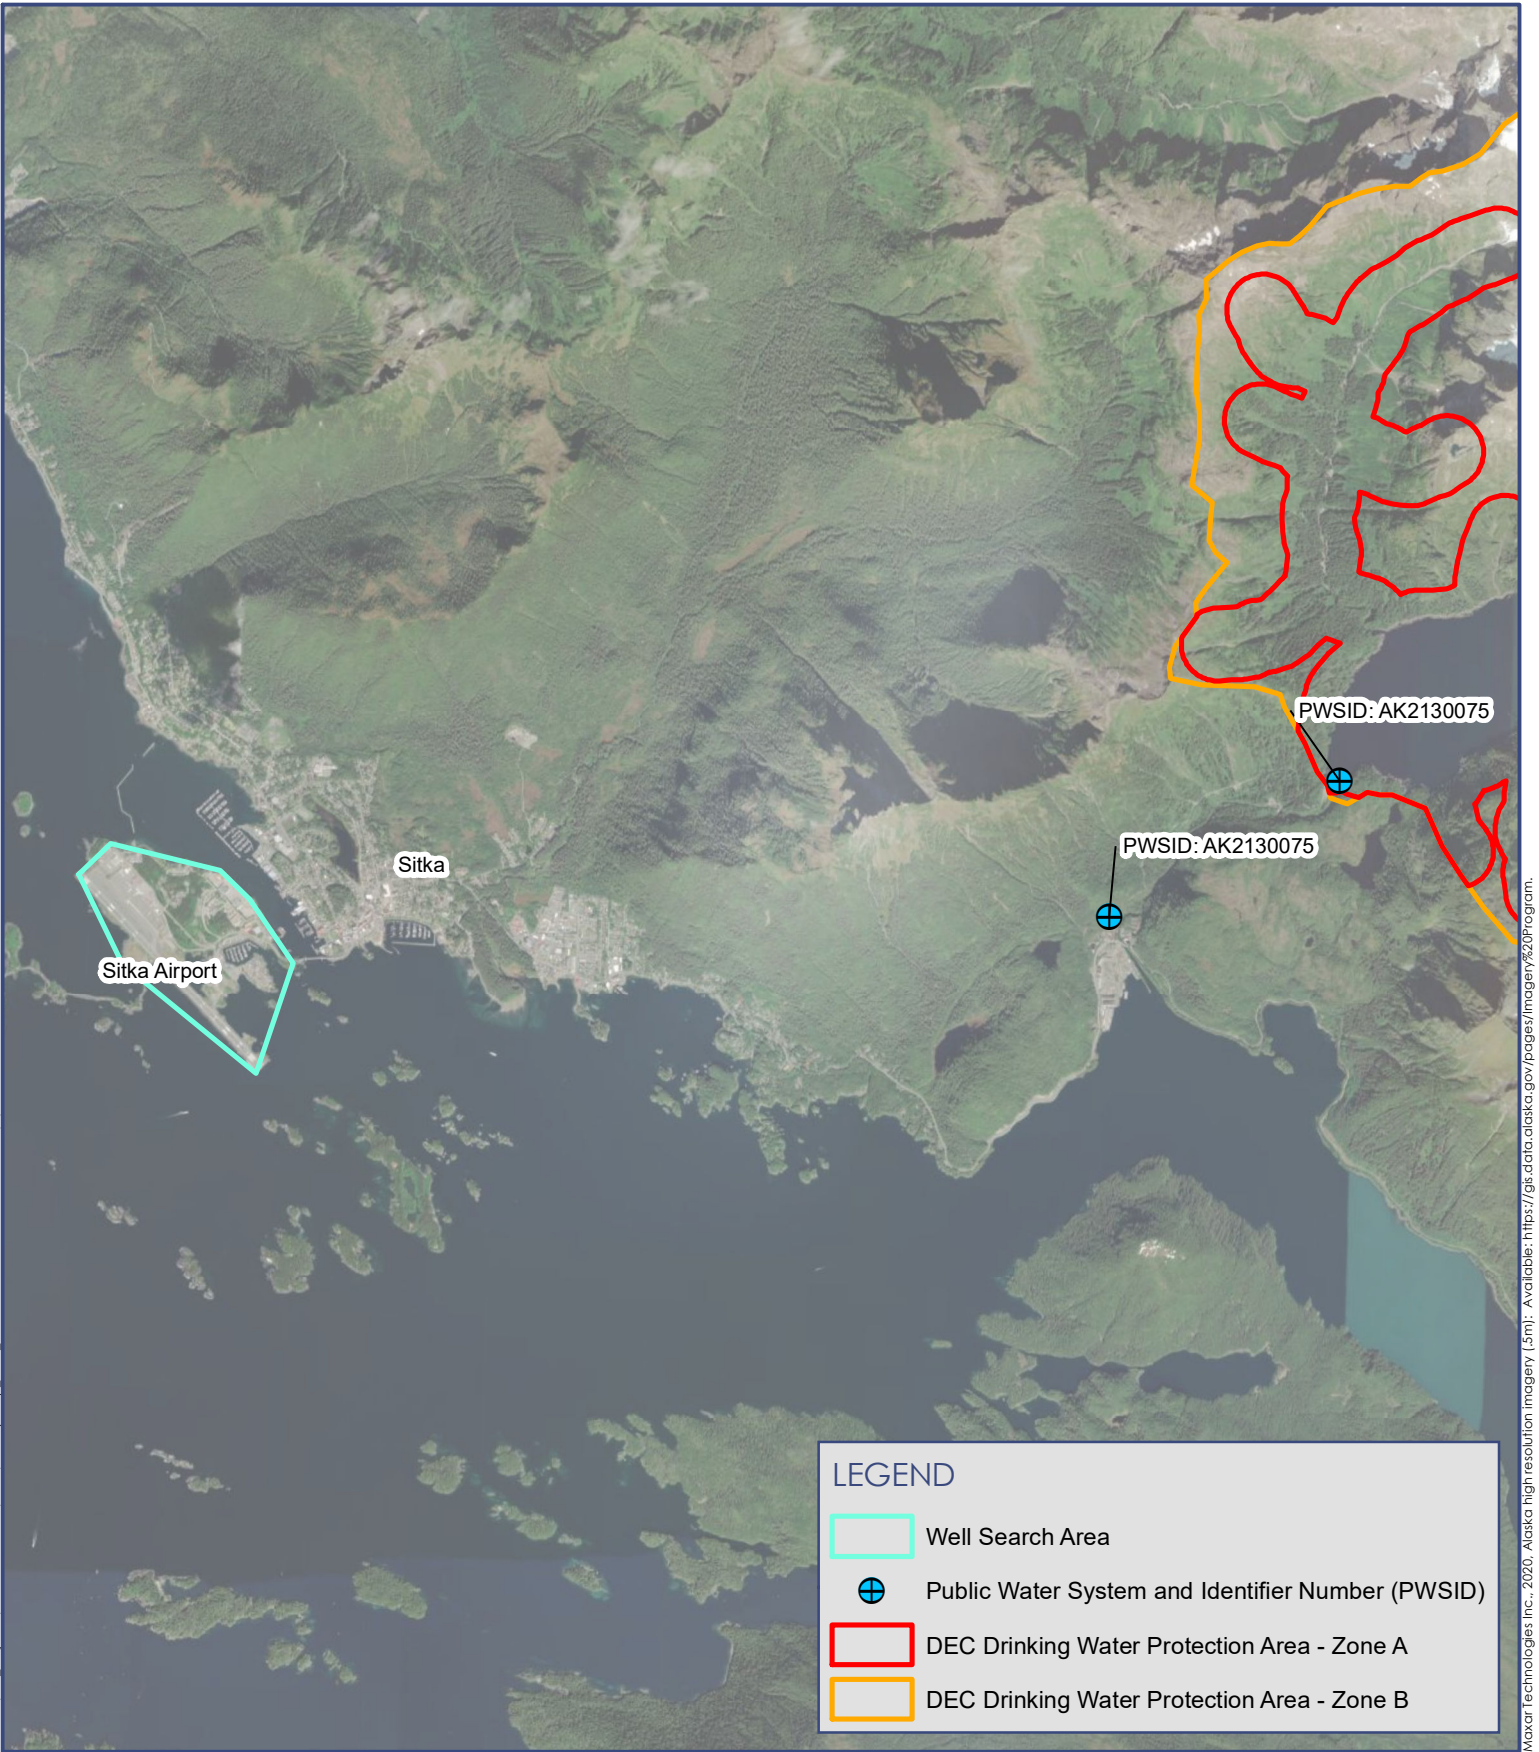 PWSID: AK2130075
PWSID: AK2130075
Sitka
Sitka Airport
LEGEND
Well Search Area
Public Water System and Identifier Number (PWSID)
DEC Drinking Water Protection Area - Zone A
DEC Drinking Water Protection Area - Zone B
Maxar Technologies Inc., 2020, Alaska high resolution imagery (.5m): Available: https://gis.data.alaska.gov/pages/imagery%20Program.